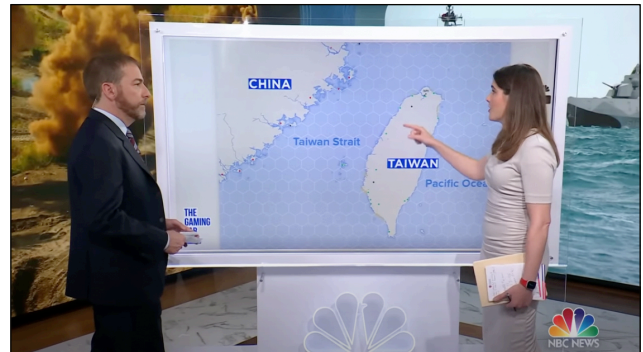 CHINA
Taiwan Strait
TAIWAN
Pacific Ocea
THE
GAMING
NBC NEWS